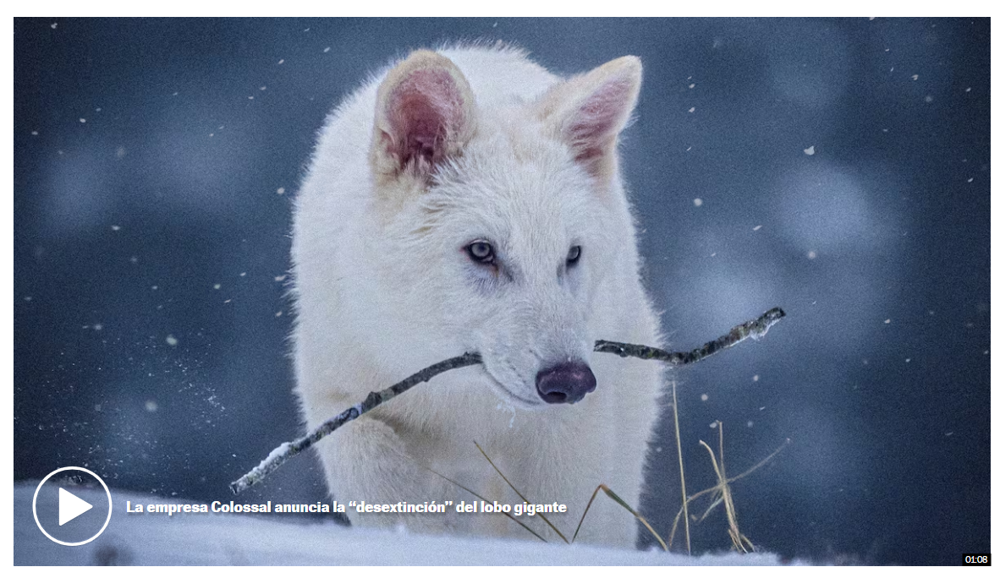 La empresa Colossal anuncia la “desextinción” del lobo gigante
01:08